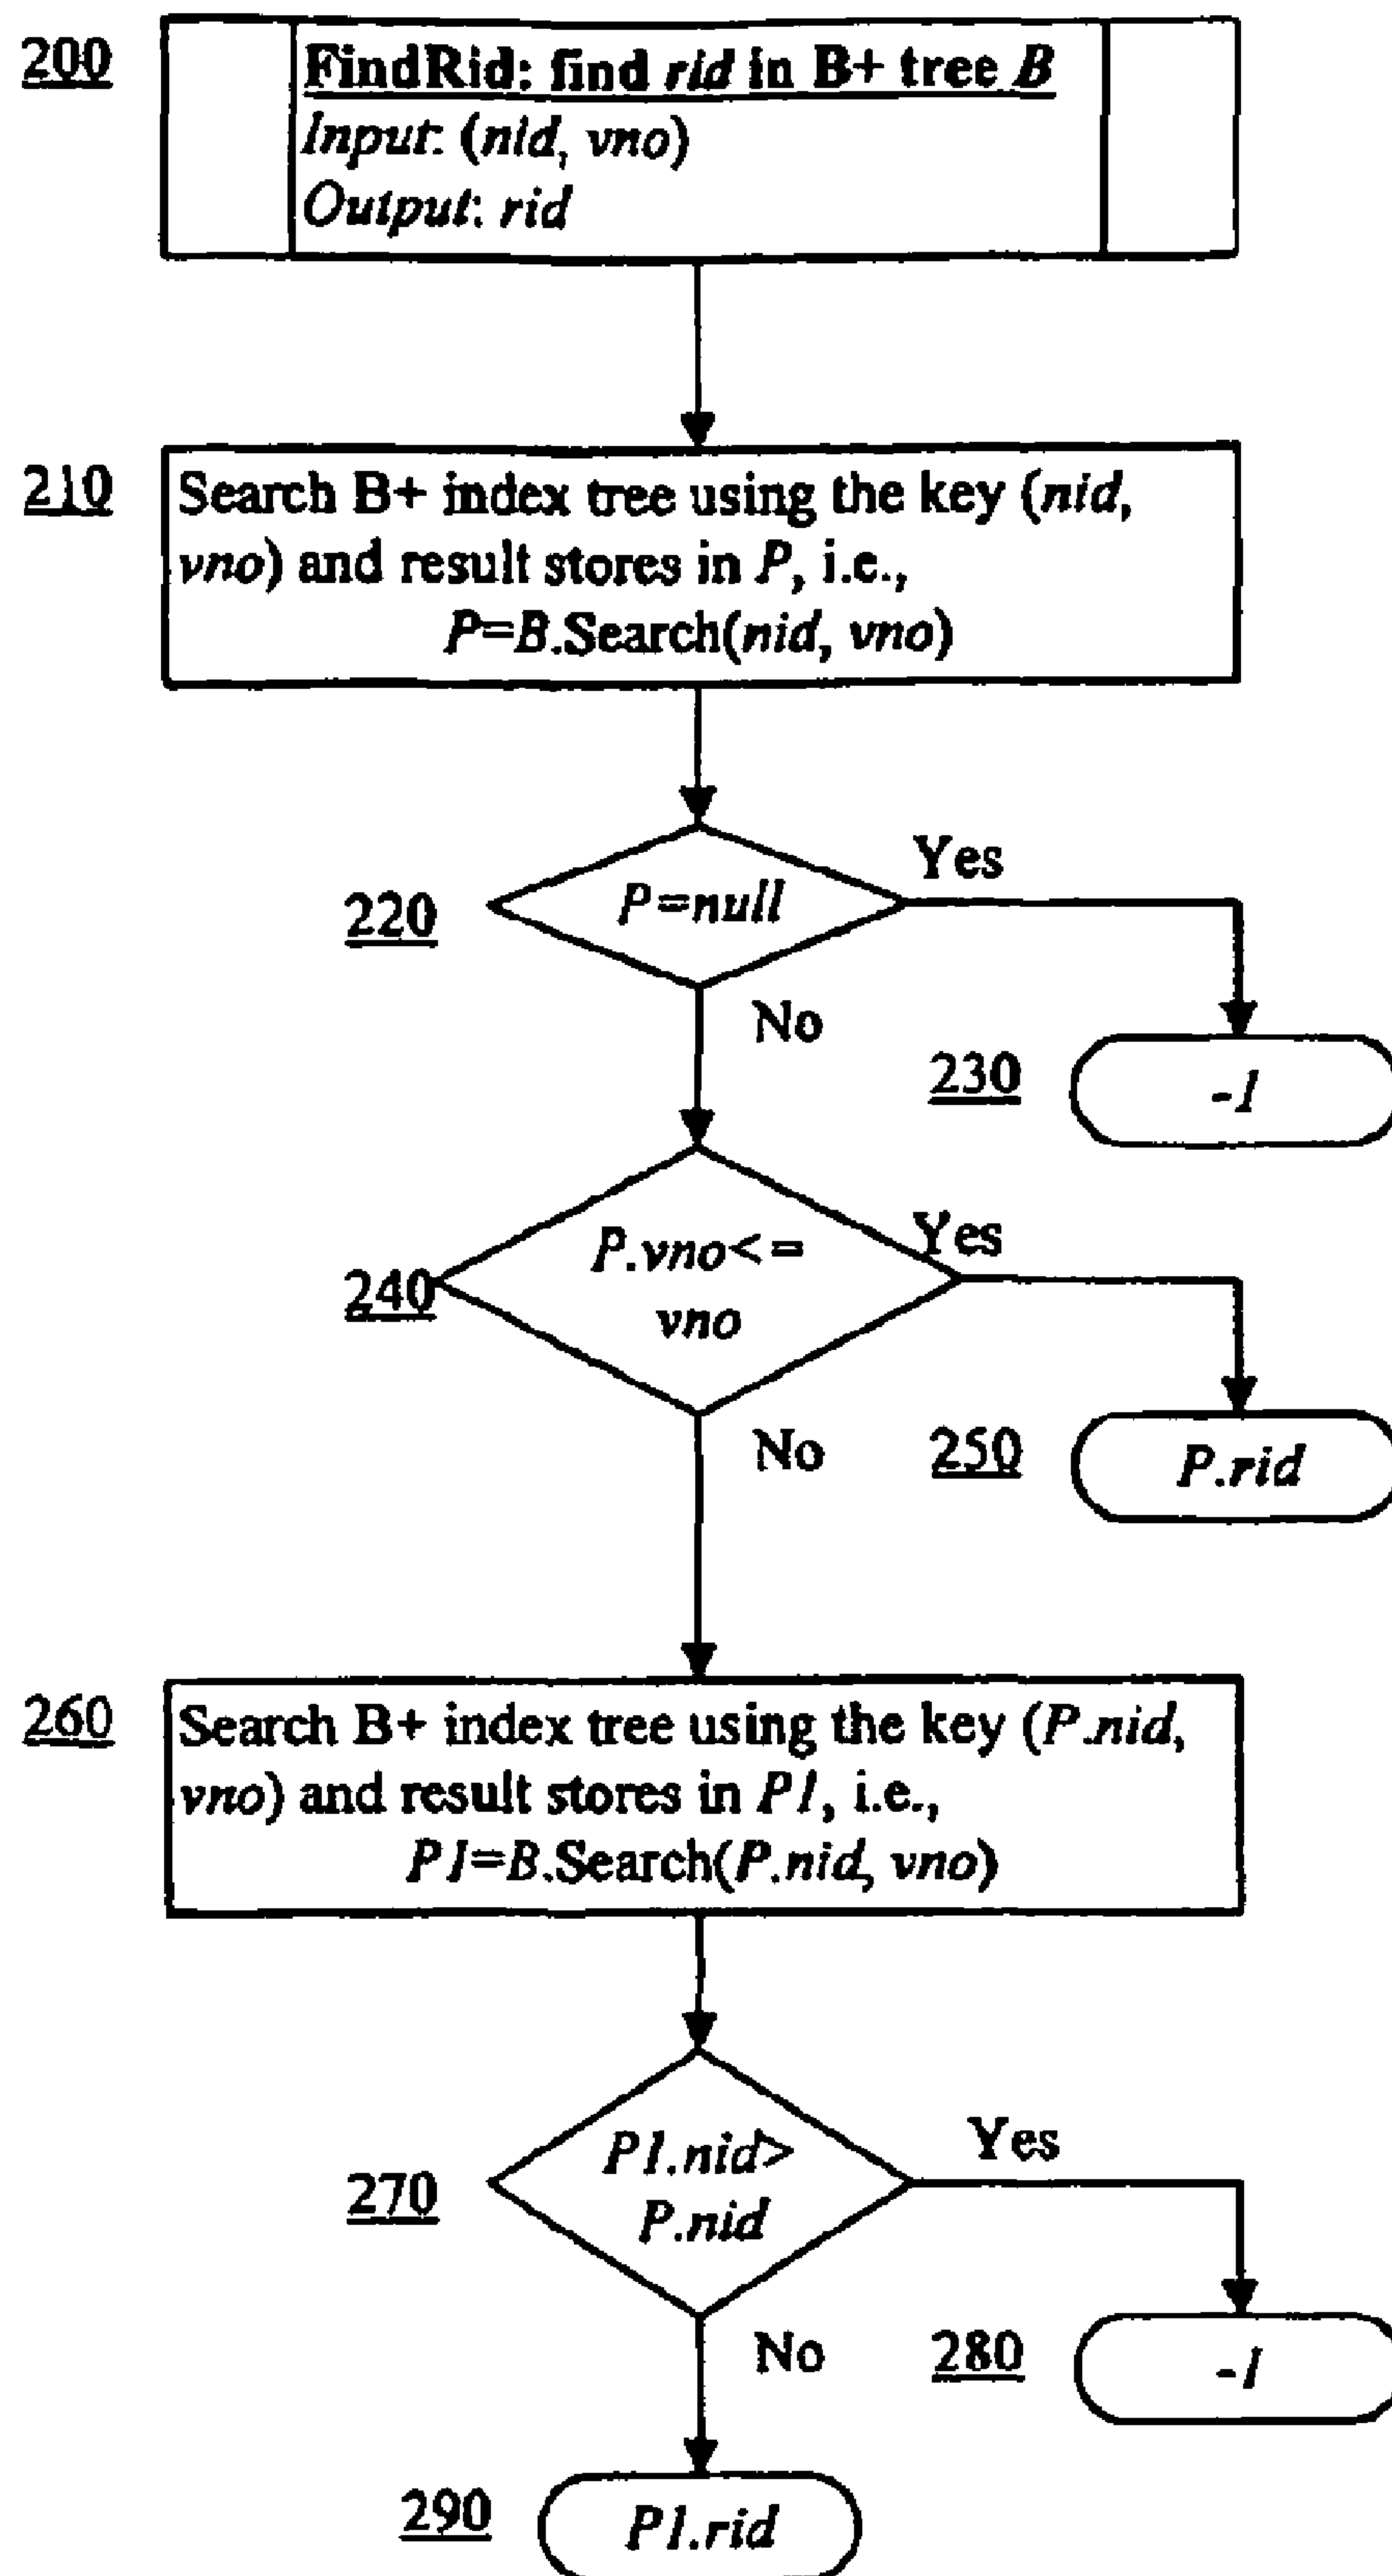 200
FindRid: find rid in B+ tree B
Input: (nid, vno)
Output: rid
210
Search B+ index tree using the key (nid,
vno) and result stores in P, i.e.,
P=B.Search(nid, vno)
220
P=null
Yes
No
230
-1
240
P.vno<=
vno
Yes
No
250
P.rid
260
Search B+ index tree using the key (P.nid,
vno) and result stores in P1, i.e.,
P1=B.Search(P.nid, vno)
270
P1.nid>
P.nid
Yes
No
280
-1
290
P1.rid